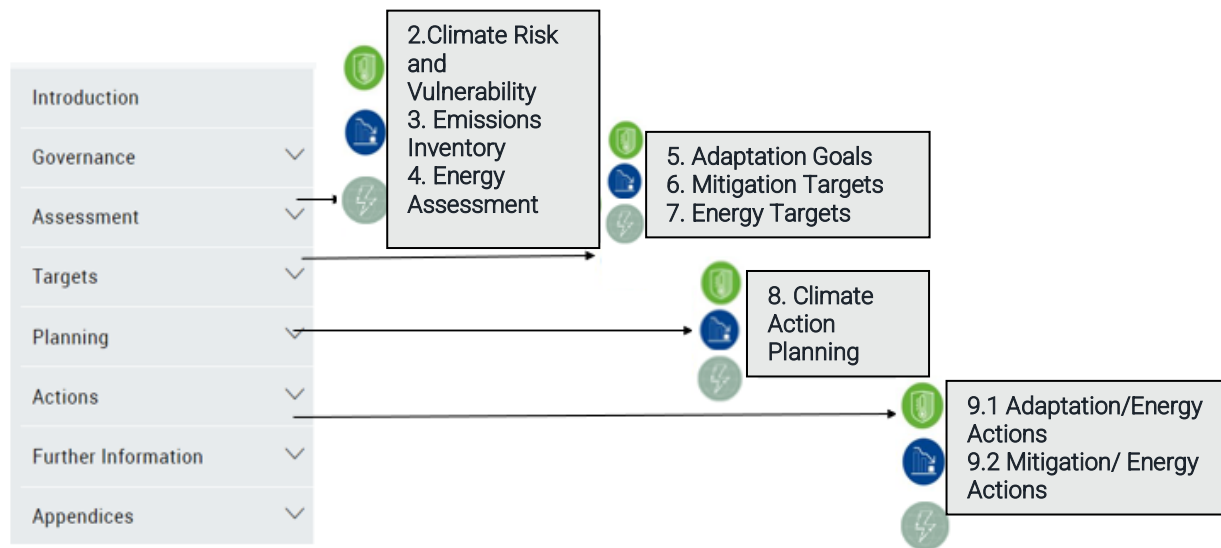 Introduction
Governance
Assessment
Targets
Planning
Actions
Further Information
Appendices
2.Climate Risk
and
Vulnerability
3. Emissions
Inventory
4. Energy
Assessment
5. Adaptation Goals
6. Mitigation Targets
7. Energy Targets
8. Climate
Action
Planning
9.1 Adaptation/Energy
Actions
9.2 Mitigation/ Energy
Actions